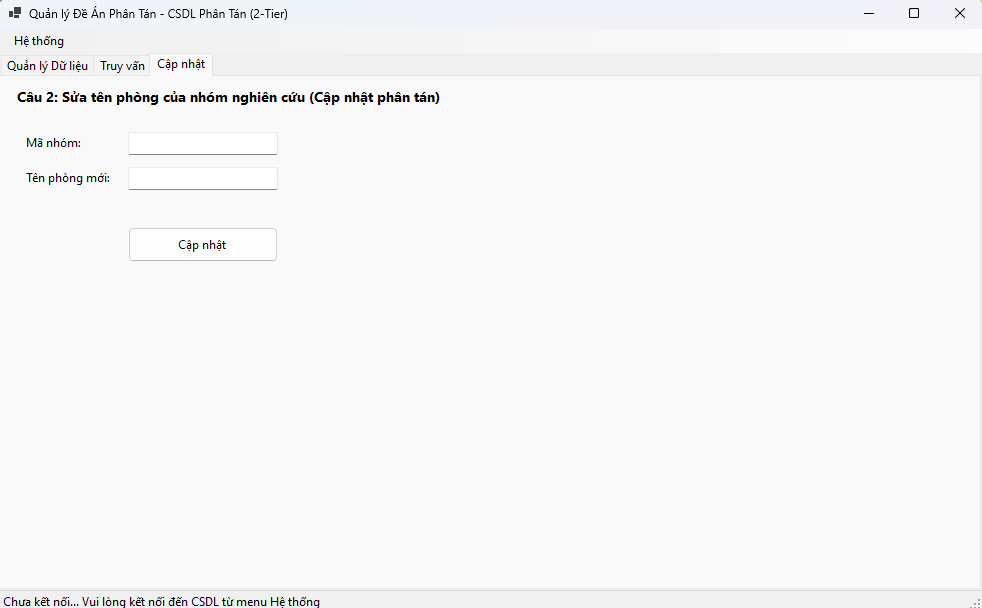 Quản lý Đề Án Phân Tán - CSDL Phân Tán (2-Tier)
Hệ thống
Quản lý Dữ liệu Truy vấn Cập nhật
Câu 2: Sửa tên phòng của nhóm nghiên cứu (Cập nhật phân tán)
Mã nhóm:
Tên phòng mới:
Cập nhật
Chưa kết nối... Vui lòng kết nối đến CSDL từ menu Hệ thống